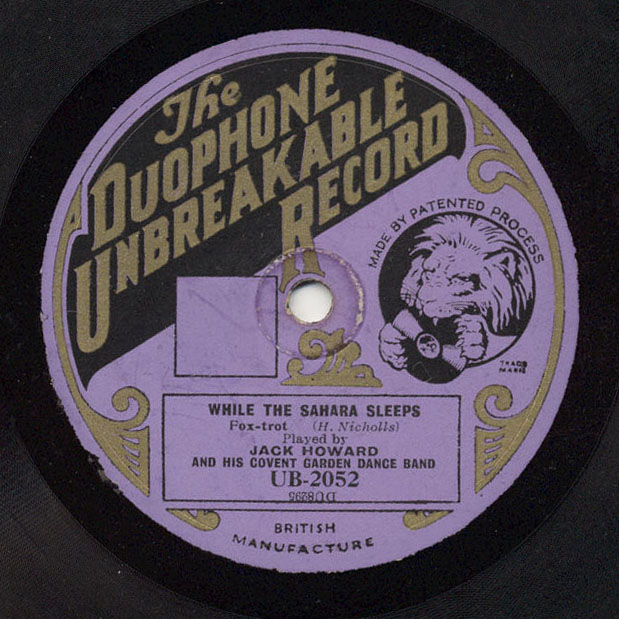 The
DUOPHONE
UNBREAKABLE
RECORD
MADE BY PATENTED PROCESS
TRADE
MARK
WHILE THE SAHARA SLEEPS
Fox-trot (H. Nicholls)
Played by
JACK HOWARD
AND HIS COVENT GARDEN DANCE BAND
UB-2052
BRITISH
MANUFACTURE